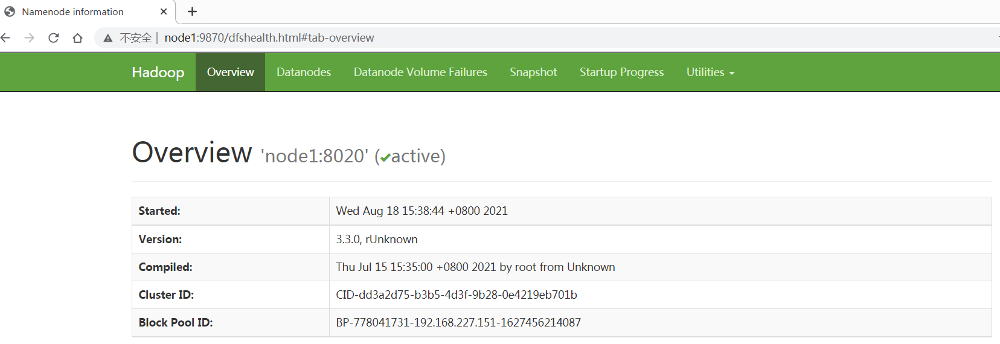 Namenode information
不安全 node1:9870/dfshealth.html#tab-overview
Hadoop Overview Datanodes Datanode Volume Failures Snapshot Startup Progress Utilities
Overview 'node1:8020' (✔active)
Started: Wed Aug 18 15:38:44 +0800 2021
Version: 3.3.0, rUnknown
Compiled: Thu Jul 15 15:35:00 +0800 2021 by root from Unknown
Cluster ID: CID-dd3a2d75-b3b5-4d3f-9b28-0e4219eb701b
Block Pool ID: BP-778041731-192.168.227.151-1627456214087